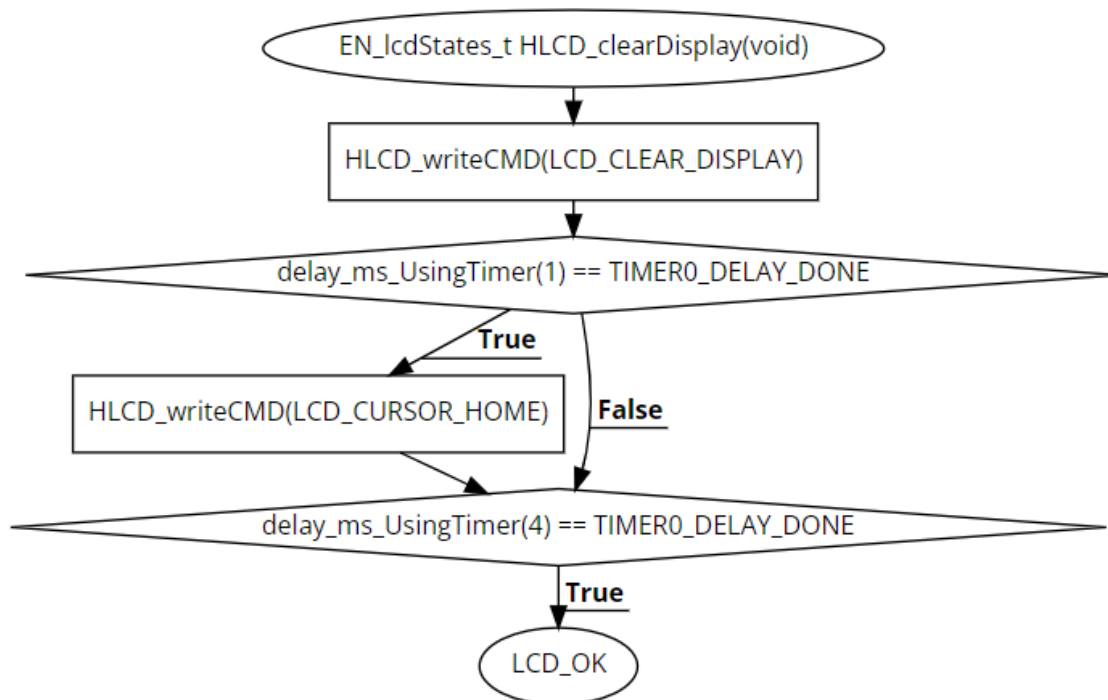 EN_lcdStates_t HLCD_clearDisplay(void)
HLCD_writeCMD(LCD_CLEAR_DISPLAY)
delay_ms_UsingTimer(1) == TIMER0_DELAY_DONE
True
HLCD_writeCMD(LCD_CURSOR_HOME)
False
delay_ms_UsingTimer(4) == TIMER0_DELAY_DONE
True
LCD_OK